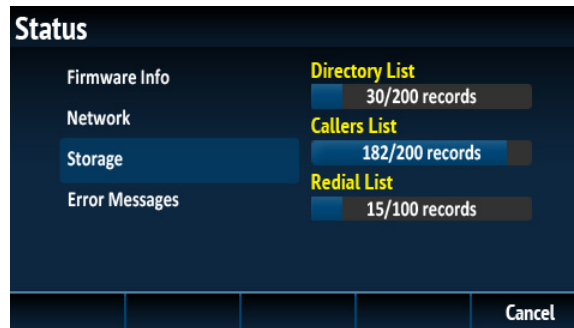 Status
Firmware Info
Network
Storage
Error Messages
Directory List
30/200 records
Callers List
182/200 records
Redial List
15/100 records
Cancel